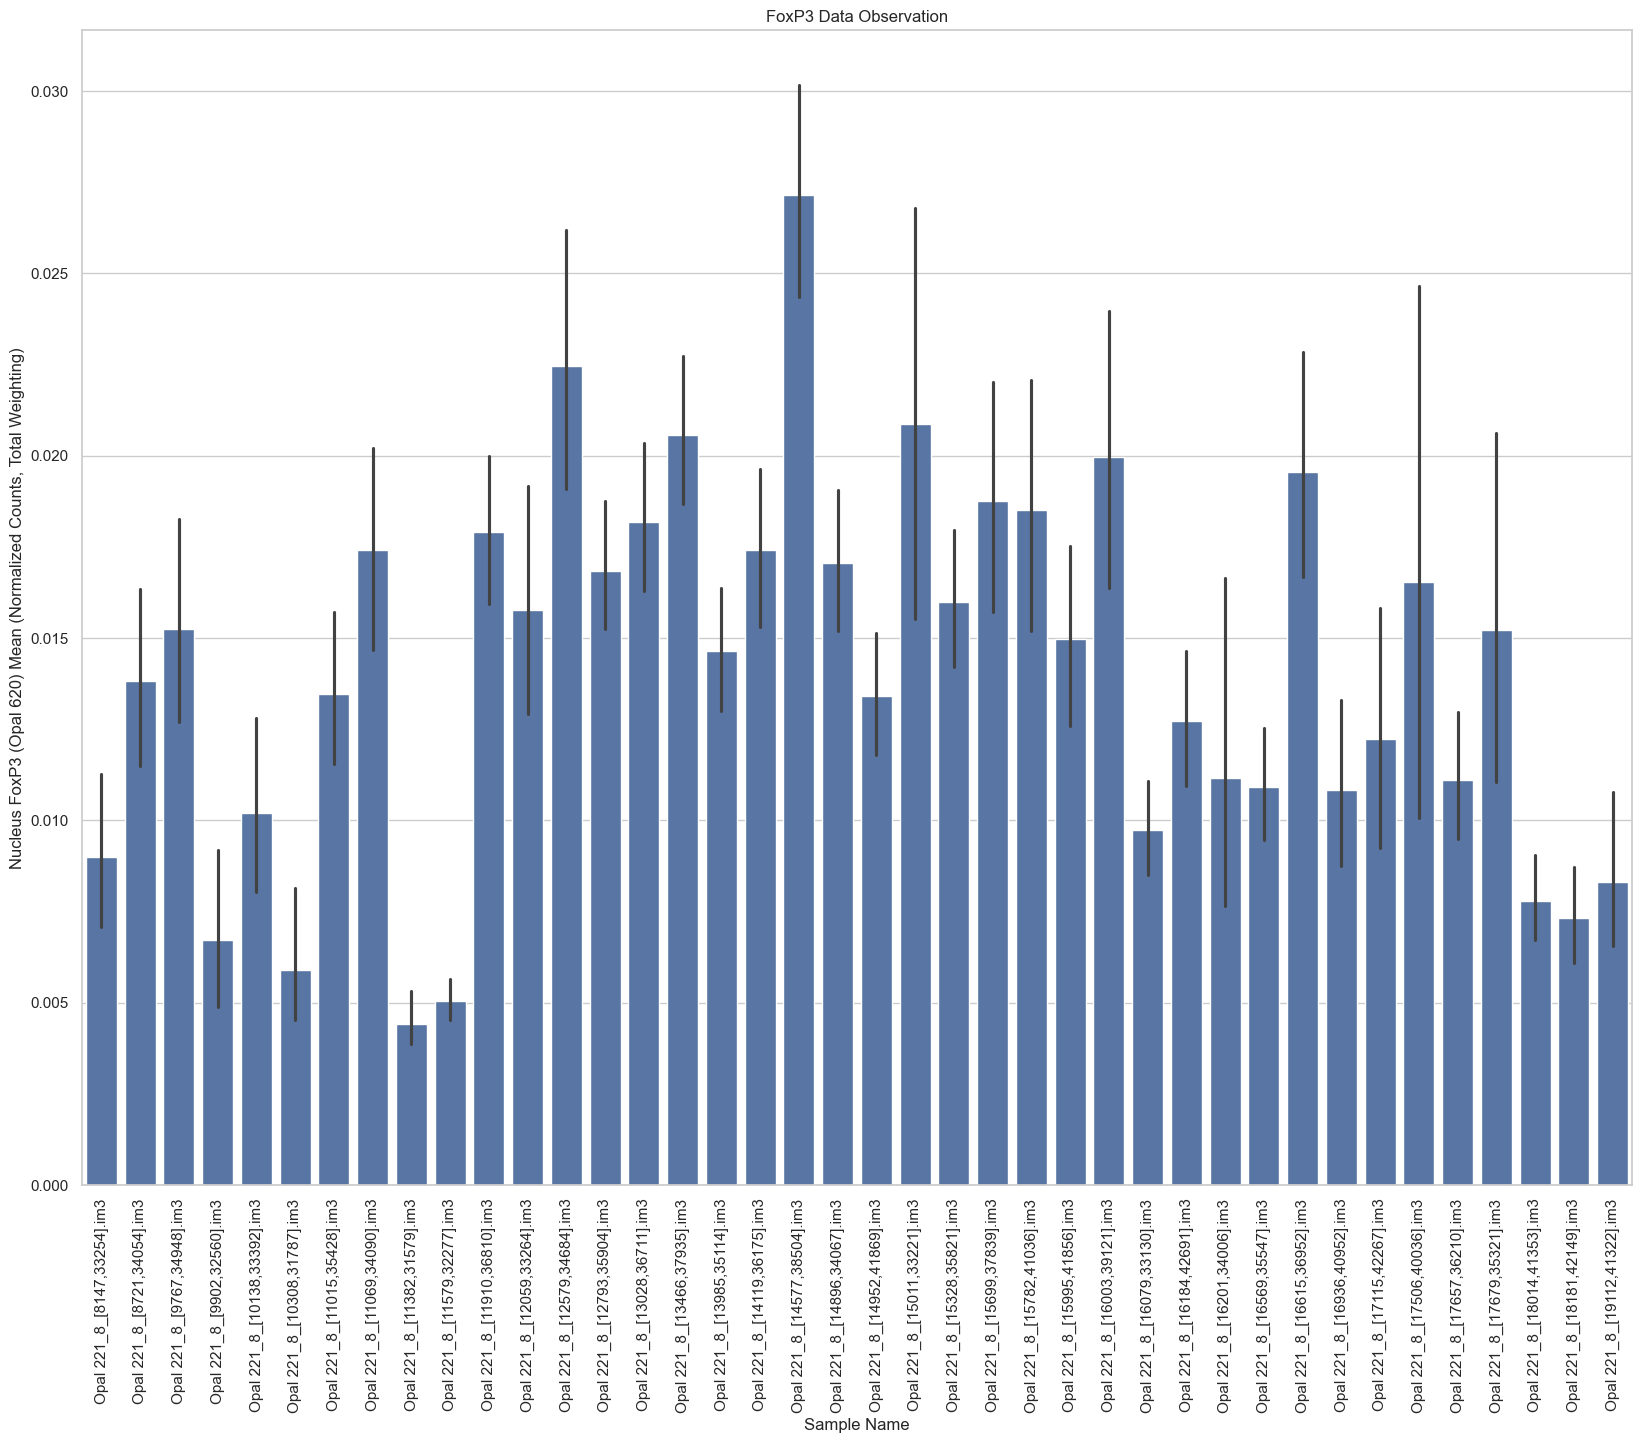 FoxP3 Data Observation
Nucleus FoxP3 (Opal 620) Mean (Normalized Counts, Total Weighting)
0.030
0.025
0.020
0.015
0.010
0.005
0.000
Opal 221_8_[8147,33254].im3
Opal 221_8_[8721,34054].im3
Opal 221_8_[9767,34948].im3
Opal 221_8_[9902,32560].im3
Opal 221_8_[10138,33392].im3
Opal 221_8_[10308,31787].im3
Opal 221_8_[11015,35428].im3
Opal 221_8_[11069,34090].im3
Opal 221_8_[11382,31579].im3
Opal 221_8_[11579,32277].im3
Opal 221_8_[11910,36810].im3
Opal 221_8_[12059,33264].im3
Opal 221_8_[12579,34684].im3
Opal 221_8_[12793,35904].im3
Opal 221_8_[13028,36711].im3
Opal 221_8_[13466,37935].im3
Opal 221_8_[13985,35114].im3
Opal 221_8_[14119,36175].im3
Opal 221_8_[14577,38504].im3
Opal 221_8_[14896,34067].im3
Opal 221_8_[14952,41869].im3
Opal 221_8_[15011,33221].im3
Opal 221_8_[15328,35821].im3
Opal 221_8_[15699,37839].im3
Opal 221_8_[15782,41036].im3
Opal 221_8_[15995,41856].im3
Opal 221_8_[16003,39121].im3
Opal 221_8_[16079,33130].im3
Opal 221_8_[16184,42691].im3
Opal 221_8_[16201,34006].im3
Opal 221_8_[16569,35547].im3
Opal 221_8_[16615,36952].im3
Opal 221_8_[16936,40952].im3
Opal 221_8_[17115,42267].im3
Opal 221_8_[17506,40036].im3
Opal 221_8_[17657,36210].im3
Opal 221_8_[17679,35321].im3
Opal 221_8_[18014,41353].im3
Opal 221_8_[18181,42149].im3
Opal 221_8_[19112,41322].im3
Sample Name